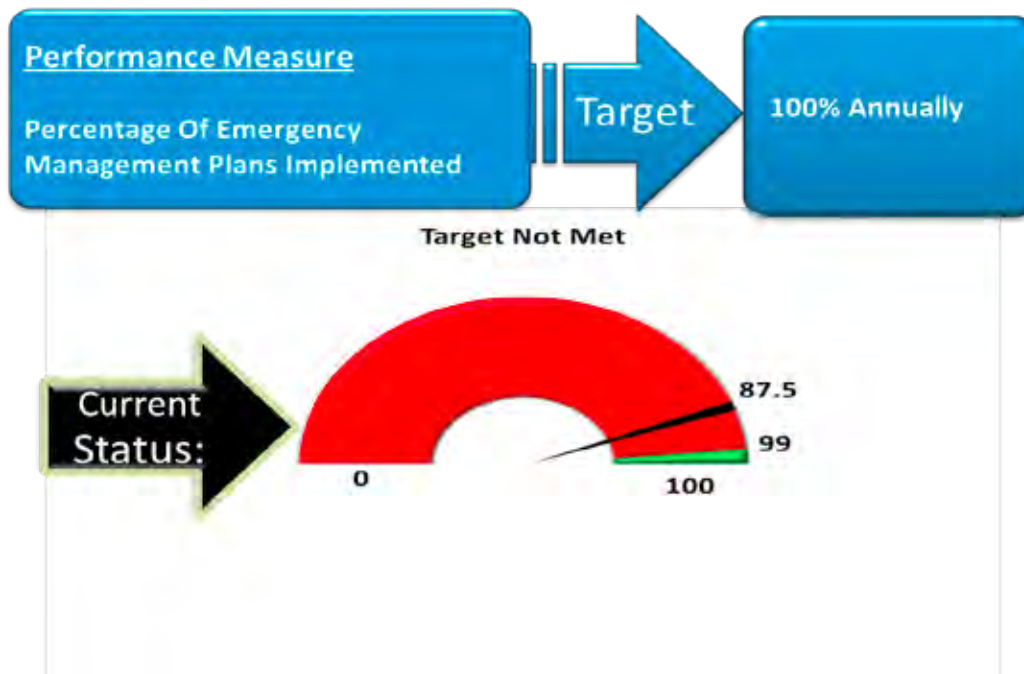 Performance Measure
Percentage Of Emergency
Management Plans Implemented
Target
100% Annually
Target Not Met
Current
Status:
87.5
99
0
100